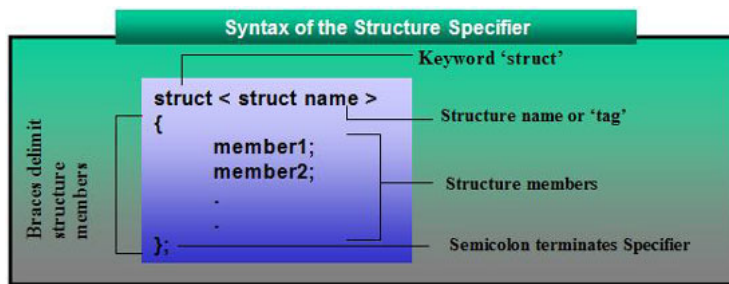 Syntax of the Structure Specifier
Keyword ‘struct’
struct < struct name >
Structure name or ‘tag’
{
member1;
member2;
.
.
};
Structure members
Semicolon terminates Specifier
Braces delimit
structure
members